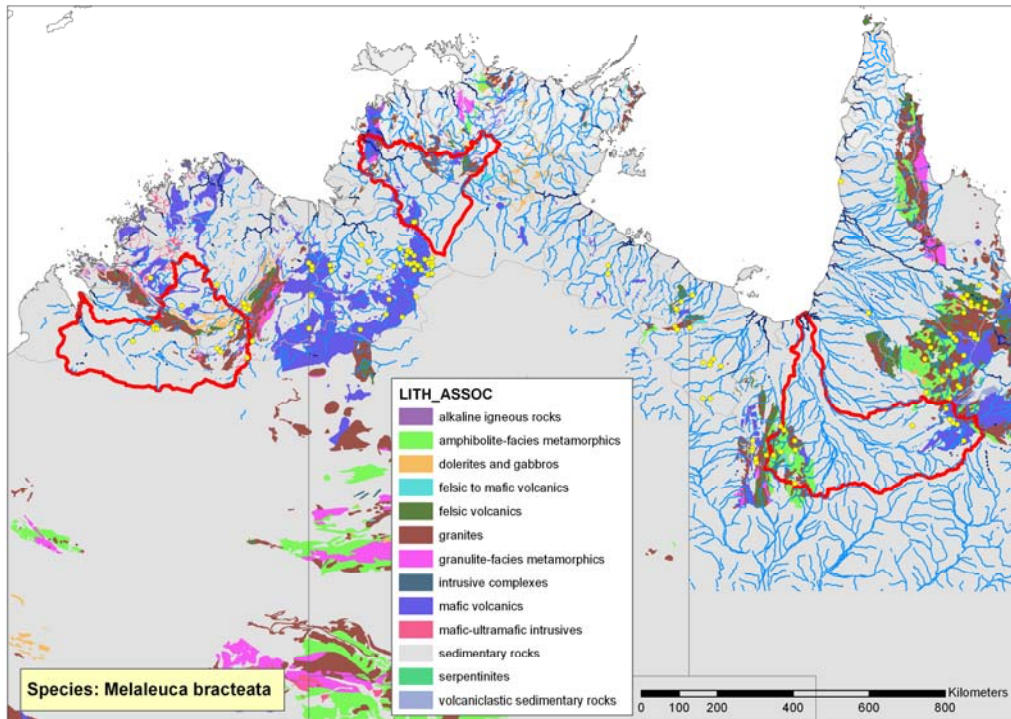 LITH_ASSOC
alkaline igneous rocks
amphibolite-facies metamorphics
dolerites and gabbros
felsic to mafic volcanics
felsic volcanics
granites
granulite-facies metamorphics
intrusive complexes
mafic volcanics
mafic-ultramafic intrusives
sedimentary rocks
serpentinites
volcaniclastic sedimentary rocks
Species: Melaleuca bracteata
Kilometers
0 100 200 400 600 800